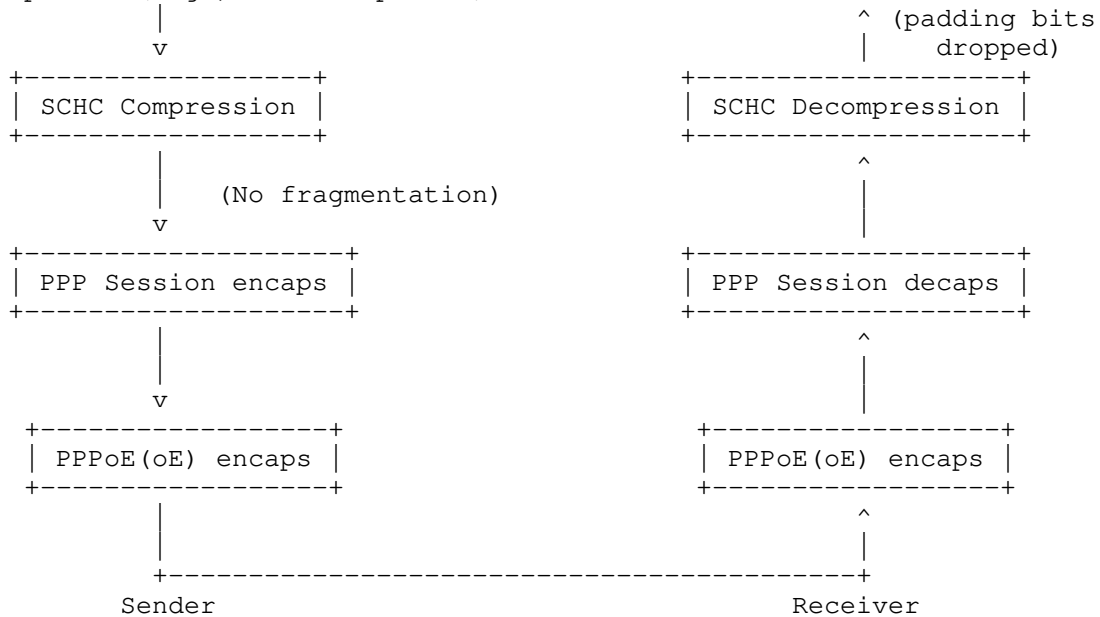 (padding bits
dropped)
SCHC Compression SCHC Decompression
(No fragmentation)
PPP Session encaps PPP Session decaps
PPPoE(oE) encaps PPPoE(oE) encaps
Sender Receiver